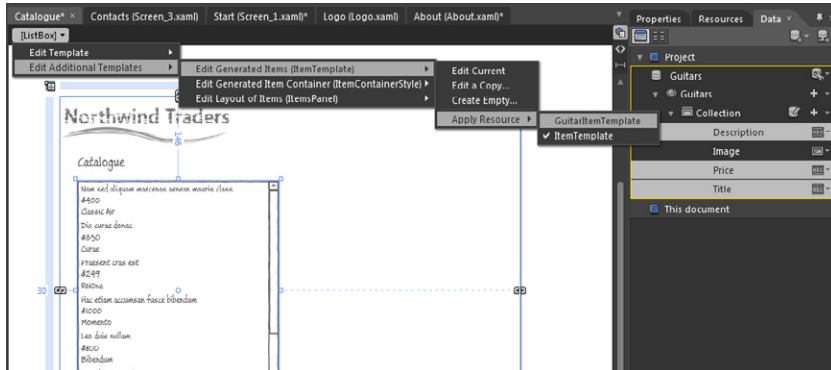 Catalogue* × Contacts (Screen_3.xaml) Start (Screen_1.xaml)* Logo (Logo.xaml) About (About.xaml)*
[ListBox]
Edit Template
Edit Additional Templates
Edit Generated Items (ItemTemplate)
Edit Generated Item Container (ItemContainerStyle)
Edit Layout of Items (ItemsPanel)
Edit Current
Edit a Copy...
Create Empty...
Apply Resource
GuitarItemTemplate
✔ ItemTemplate
Northwind Traders
146
Catalogue
Nam sed aliquam maecenas aenean mauris class
$400
Classic Air
Dis curae donec
$350
Curae
Praesent cras est
$249
Hac etiam accumsan fusce bibendum
$1000
Momento
Leo duis nullam
$800
Bibendum
30
Properties Resources Data ×
Project
Guitars
Guitars
Collection
Description
Image
Price
Title
This document